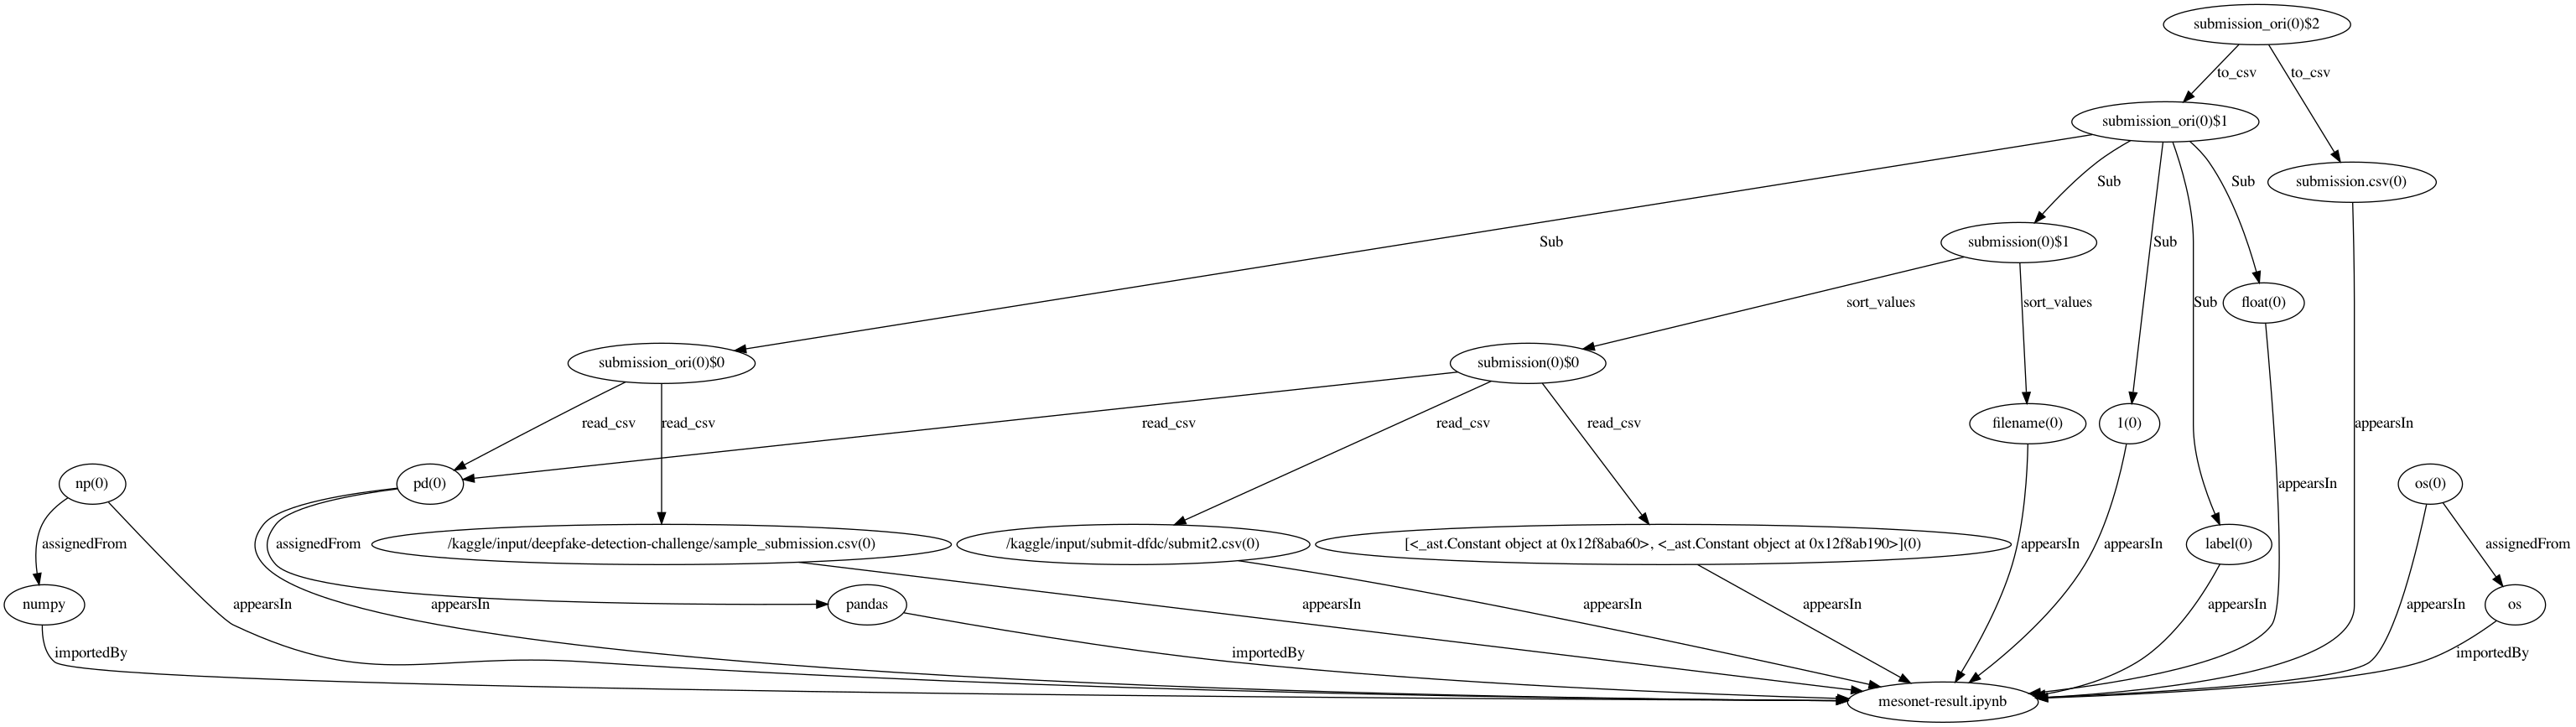 submission_ori(0)$2
to_csv
to_csv
submission_ori(0)$1
Sub
Sub
submission.csv(0)
Sub
submission(0)$1
Sub
sort_values
sort_values
Sub
float(0)
submission_ori(0)$0
submission(0)$0
read_csv
read_csv
read_csv
read_csv
read_csv
filename(0)
1(0)
appearsIn
np(0)
pd(0)
appearsIn
os(0)
assignedFrom
assignedFrom
/kaggle/input/deepfake-detection-challenge/sample_submission.csv(0)
/kaggle/input/submit-dfdc/submit2.csv(0)
[<_ast.Constant object at 0x12f8aba60>, <_ast.Constant object at 0x12f8ab190>](0)
appearsIn
appearsIn
label(0)
assignedFrom
numpy
appearsIn
appearsIn
pandas
appearsIn
appearsIn
appearsIn
appearsIn
appearsIn
os
importedBy
importedBy
importedBy
mesonet-result.ipynb